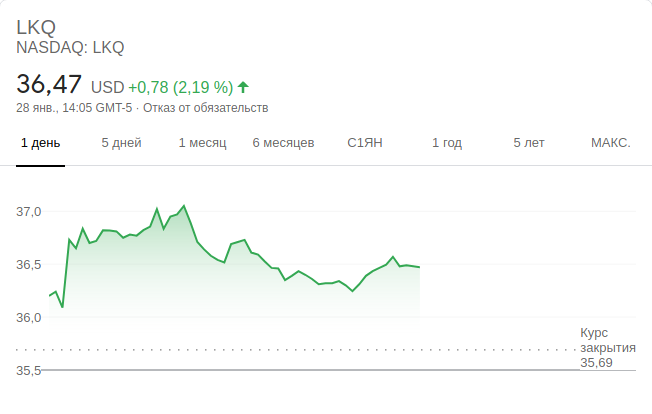 LKQ
NASDAQ: LKQ
36,47 USD +0,78 (2,19 %)
28 янв., 14:05 GMT-5 · Отказ от обязательств
1 день 5 дней 1 месяц 6 месяцев С1ЯН 1 год 5 лет МАКС.
37,0
36,5
36,0
Курс
закрытия
35,69
35,5